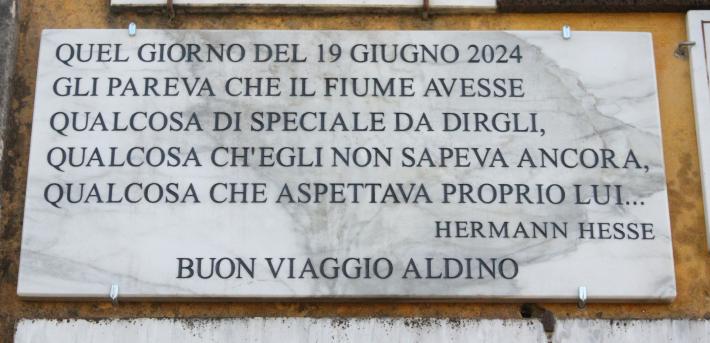 QUEL GIORNO DEL 19 GIUGNO 2024
GLI PAREVA CHE IL FIUME AVESSE
QUALCOSA DI SPECIALE DA DIRGLI,
QUALCOSA CH'EGLI NON SAPEVA ANCORA,
QUALCOSA CHE ASPETTAVA PROPRIO LUI...
HERMANN HESSE
BUON VIAGGIO ALDINO